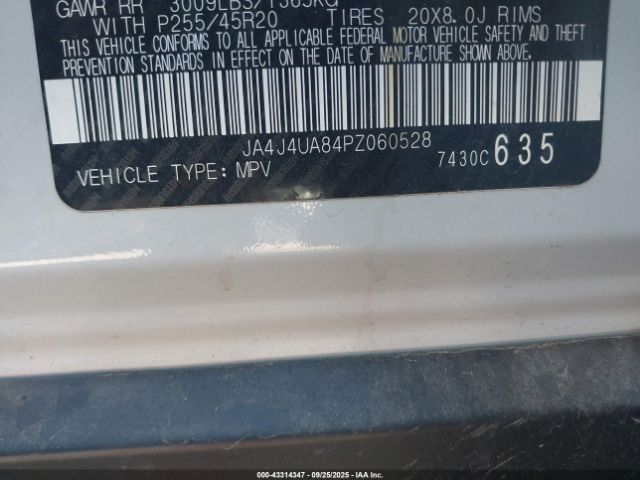 GAWR RR 3009LBS/1365KG
WITH P255/45R20 TIRES 20X8.0J RIMS
THIS VEHICLE CONFORMS TO ALL APPLICABLE FEDERAL MOTOR VEHICLE SAFETY AND THEFT
PREVENTION STANDARDS IN EFFECT ON THE DATE OF MANUFACTURE SHOWN ABOVE.
JA4J4UA84PZ060528
7430C 635
VEHICLE TYPE: MPV
000-43314347 | 09/25/2025 | IAA Inc.